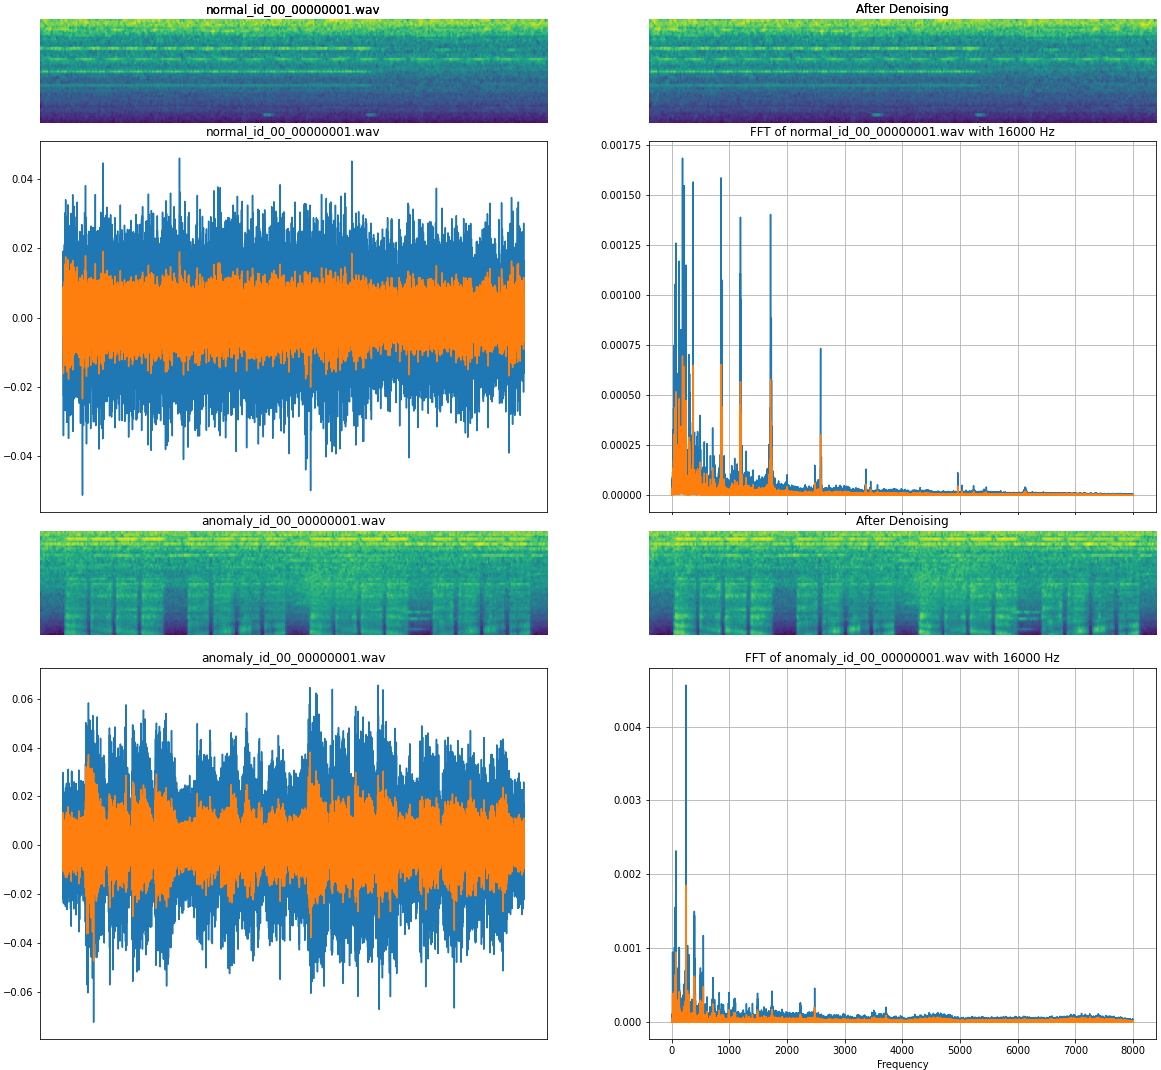 normal_id_00_00000001.wav
After Denoising
normal_id_00_00000001.wav
FFT of normal_id_00_00000001.wav with 16000 Hz
0.04
0.02
0.00
−0.02
−0.04
0.00175
0.00150
0.00125
0.00100
0.00075
0.00050
0.00025
0.00000
anomaly_id_00_00000001.wav
After Denoising
anomaly_id_00_00000001.wav
FFT of anomaly_id_00_00000001.wav with 16000 Hz
0.06
0.04
0.02
0.00
−0.02
−0.04
−0.06
0.004
0.003
0.002
0.001
0.000
0 1000 2000 3000 4000 5000 6000 7000 8000
Frequency